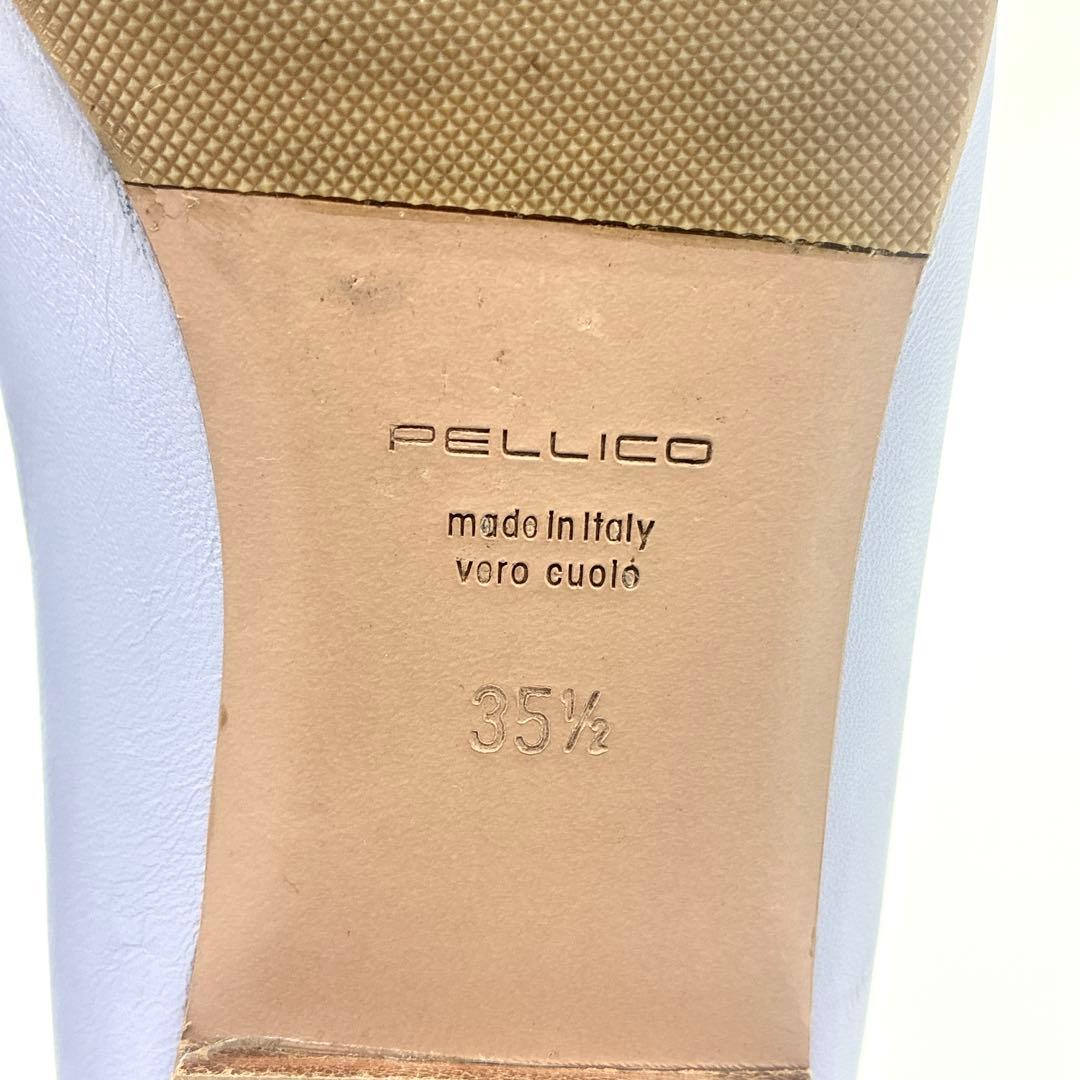 PELLICO
made in Italy
vero cuoio
35½